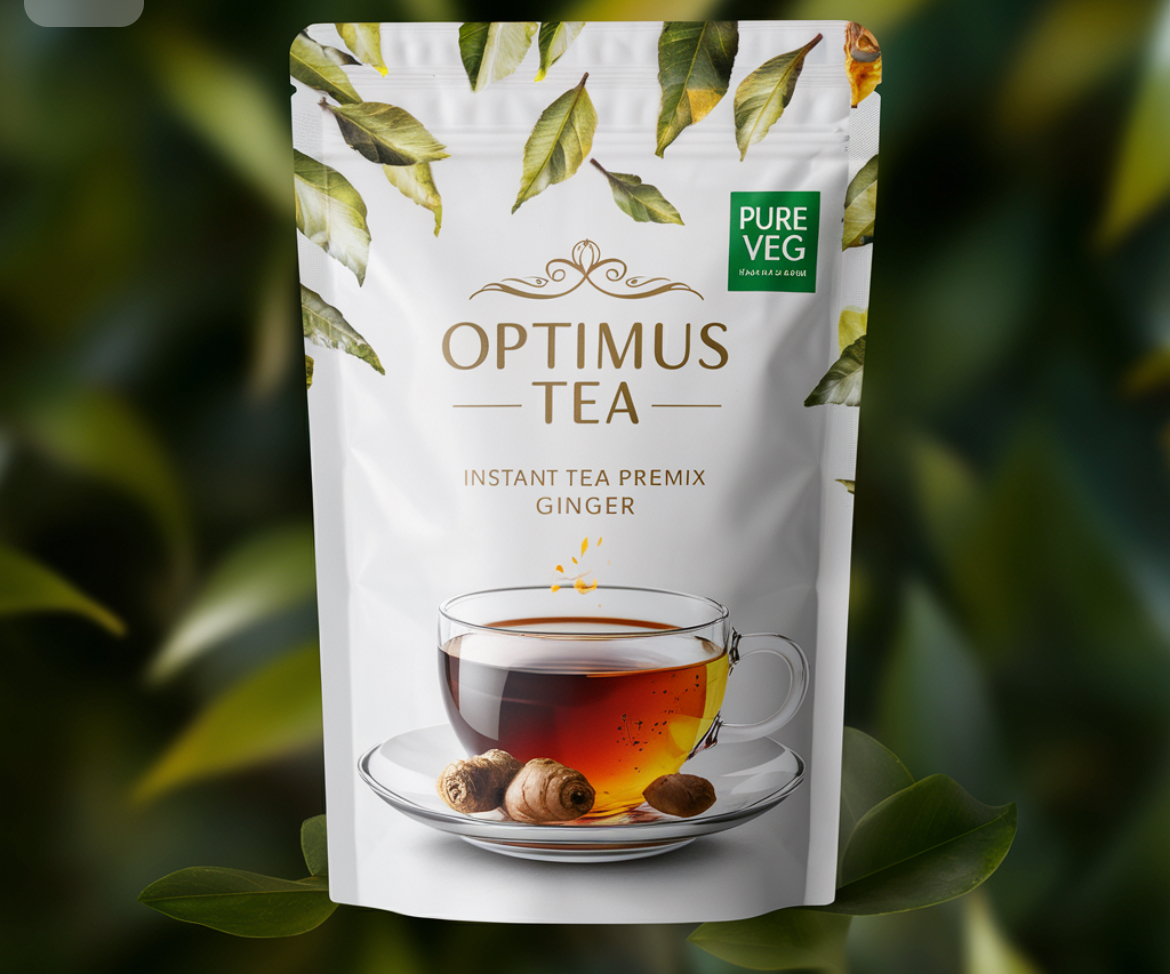 PURE
VEG
OPTIMUS
TEA
INSTANT TEA PREMIX
GINGER